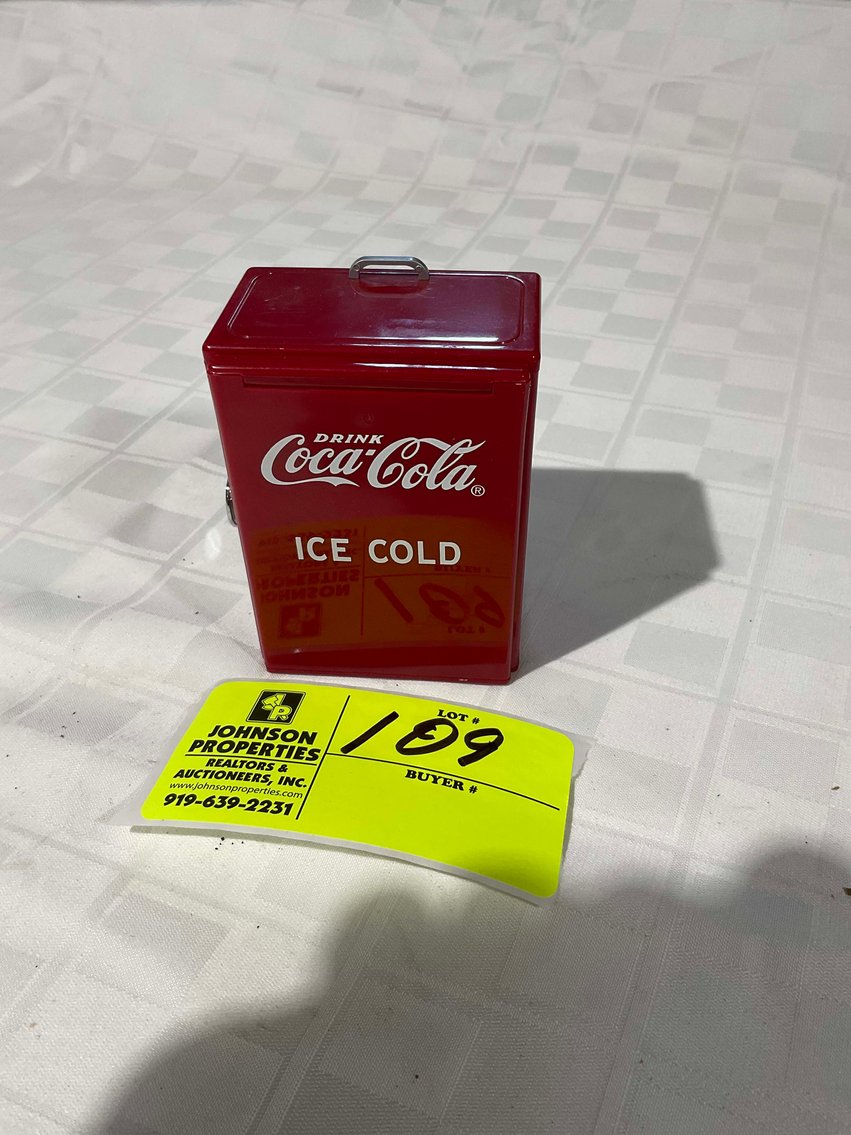 DRINK
Coca-Cola®
ICE COLD
JR
JOHNSON
PROPERTIES
REALTORS &
AUCTIONEERS, INC.
www.johnsonproperties.com
919-639-2231
LOT #
109
BUYER #